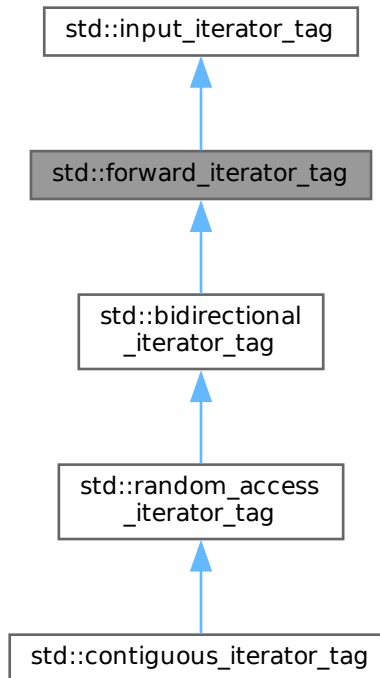 std::input_iterator_tag
std::forward_iterator_tag
std::bidirectional
_iterator_tag
std::random_access
_iterator_tag
std::contiguous_iterator_tag